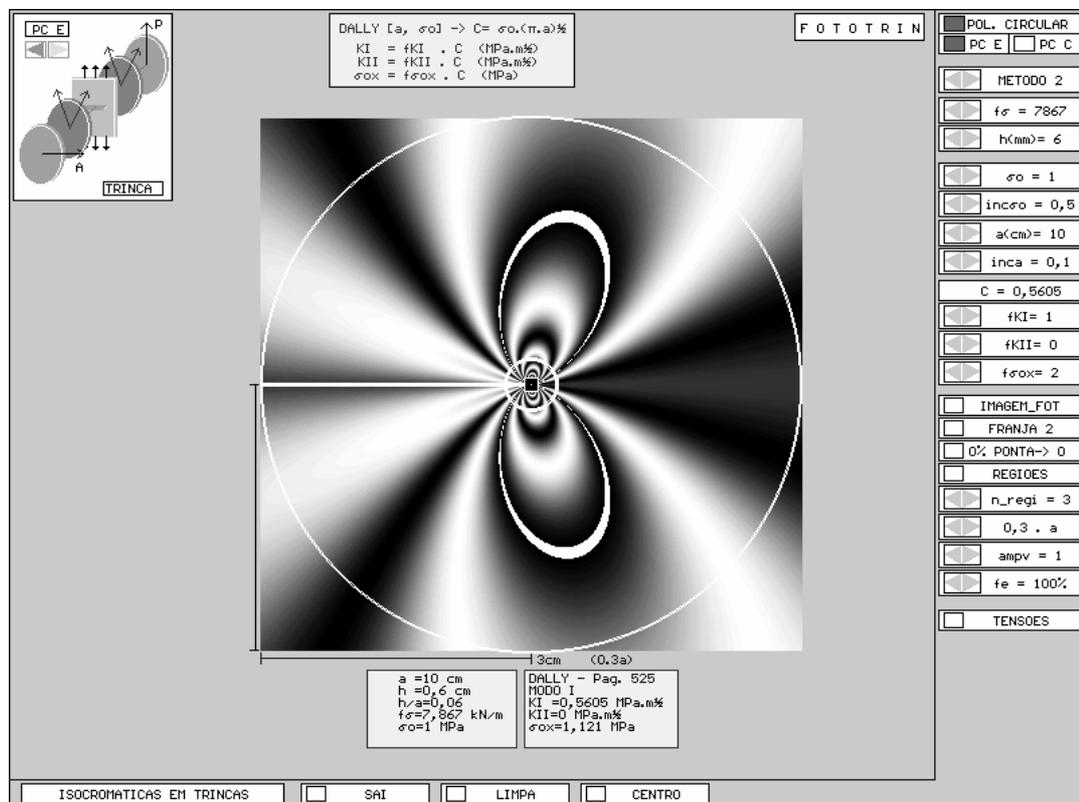 PC E
P
A
TRINCA
DALLY [a, σo] -> C= σo.(π.a)½
KI = fKI . C (MPa.m½)
KII = fKII . C (MPa.m½)
σox = fσox . C (MPa)
FOTOTRIN
POL. CIRCULAR
PC E PC C
METODO 2
fσ = 7867
h(mm)= 6
σo = 1
incσo = 0,5
a(cm)= 10
inca = 0,1
C = 0,5605
fKI= 1
fKII= 0
fσox= 2
IMAGEM_FOT
FRANJA 2
0% PONTA-> 0
REGIOES
n_regi = 3
0,3 . a
ampv = 1
fe = 100%
TENSOES
3cm (0.3a)
a =10 cm
h =0,6 cm
h/a=0,06
fσ=7,867 kN/m
σo=1 MPa
DALLY - Pag. 525
MODO I
KI =0,5605 MPa.m½
KII=0 MPa.m½
σox=1,121 MPa
ISOCROMATICAS EM TRINCAS
SAI
LIMPA
CENTRO